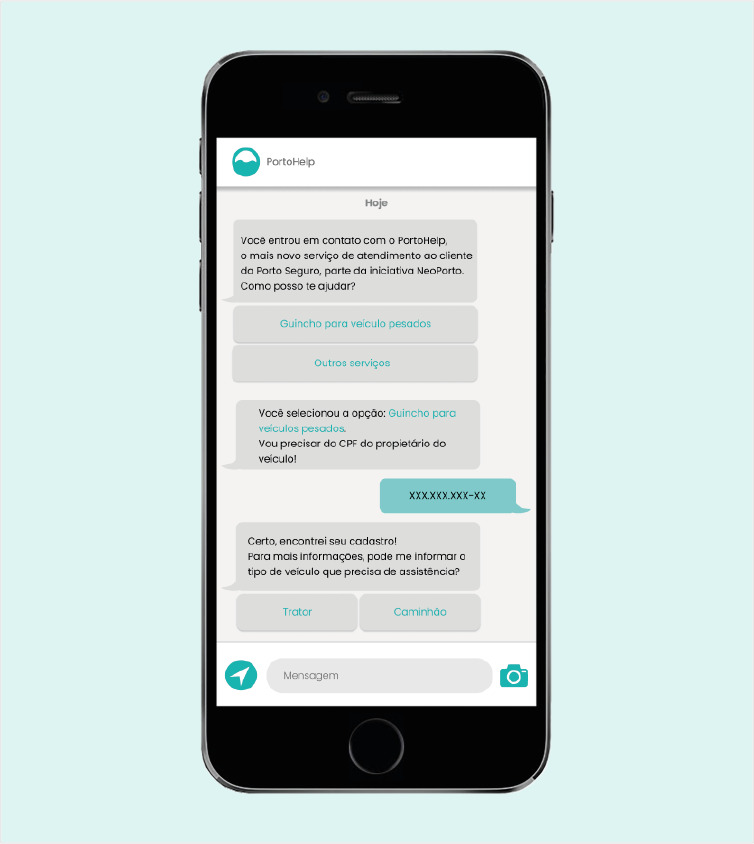 PortoHelp
Hoje
Você entrou em contato com o PortoHelp,
o mais novo serviço de atendimento ao cliente
da Porto Seguro, parte da iniciativa NeoPorto.
Como posso te ajudar?
Guincho para veículo pesados
Outros serviços
Você selecionou a opção: Guincho para
veículos pesados.
Vou precisar do CPF do propietário do
veículo!
XXX.XXX.XXX-XX
Certo, encontrei seu cadastro!
Para mais informações, pode me informar o
tipo de veículo que precisa de assistência?
Trator Caminhão
Mensagem